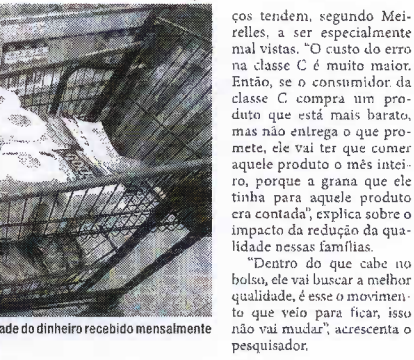 ços tendem, segundo Mei-
relles, a ser especialmente
mal vistas. "O custo do erro
na classe C é muito maior.
Então, se o consumidor da
classe C compra um pro-
duto que está mais barato,
mas não entrega o que pro-
mete, ele vai ter que comer
aquele produto o mês intei-
ro, porque a grana que ele
tinha para aquele produto
era contada", explica sobre o
impacto da redução da qua-
lidade nessas famílias.
"Dentro do que cabe no
bolso, ele vai buscar a melhor
qualidade, é esse o movimen-
to que veio para ficar, isso
não vai mudar", acrescenta o
pesquisador.
ade do dinheiro recebido mensalmente